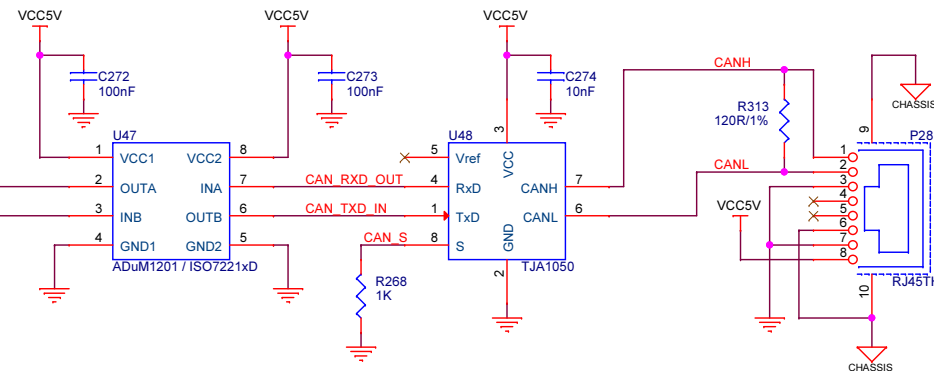 VCC5V
VCC5V
VCC5V
C272
100nF
C273
100nF
C274
10nF
CANH
R313
120R/1%
CANL
CHASSIS
9
P28
U47
1
VCC1
VCC2
8
2
OUTA
INA
7
CAN_RXD_OUT
3
INB
OUTB
6
CAN_TXD_IN
4
GND1
GND2
5
ADuM1201 / ISO7221xD
CAN_S
R268
1K
U48
3
VCC
5
Vref
4
RxD
CANH
7
1
TxD
CANL
6
8
S
GND
2
TJA1050
VCC5V
1
2
3
4
5
6
7
8
RJ45TH
10
CHASSIS